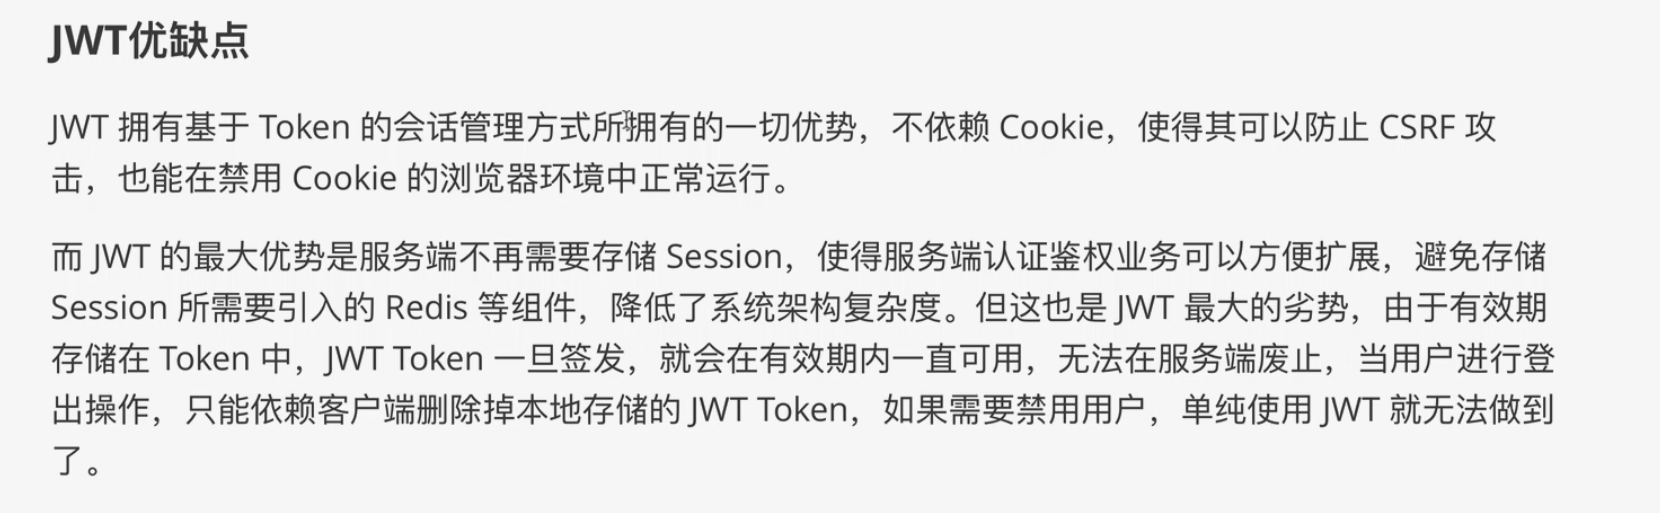 JWT优缺点
JWT 拥有基于 Token 的会话管理方式所拥有的一切优势，不依赖 Cookie，使得其可以防止 CSRF 攻
击，也能在禁用 Cookie 的浏览器环境中正常运行。
而 JWT 的最大优势是服务端不再需要存储 Session，使得服务端认证鉴权业务可以方便扩展，避免存储
Session 所需要引入的 Redis 等组件，降低了系统架构复杂度。但这也是 JWT 最大的劣势，由于有效期
存储在 Token 中，JWT Token 一旦签发，就会在有效期内一直可用，无法在服务端废止，当用户进行登
出操作，只能依赖客户端删除掉本地存储的 JWT Token，如果需要禁用用户，单纯使用 JWT 就无法做到
了。